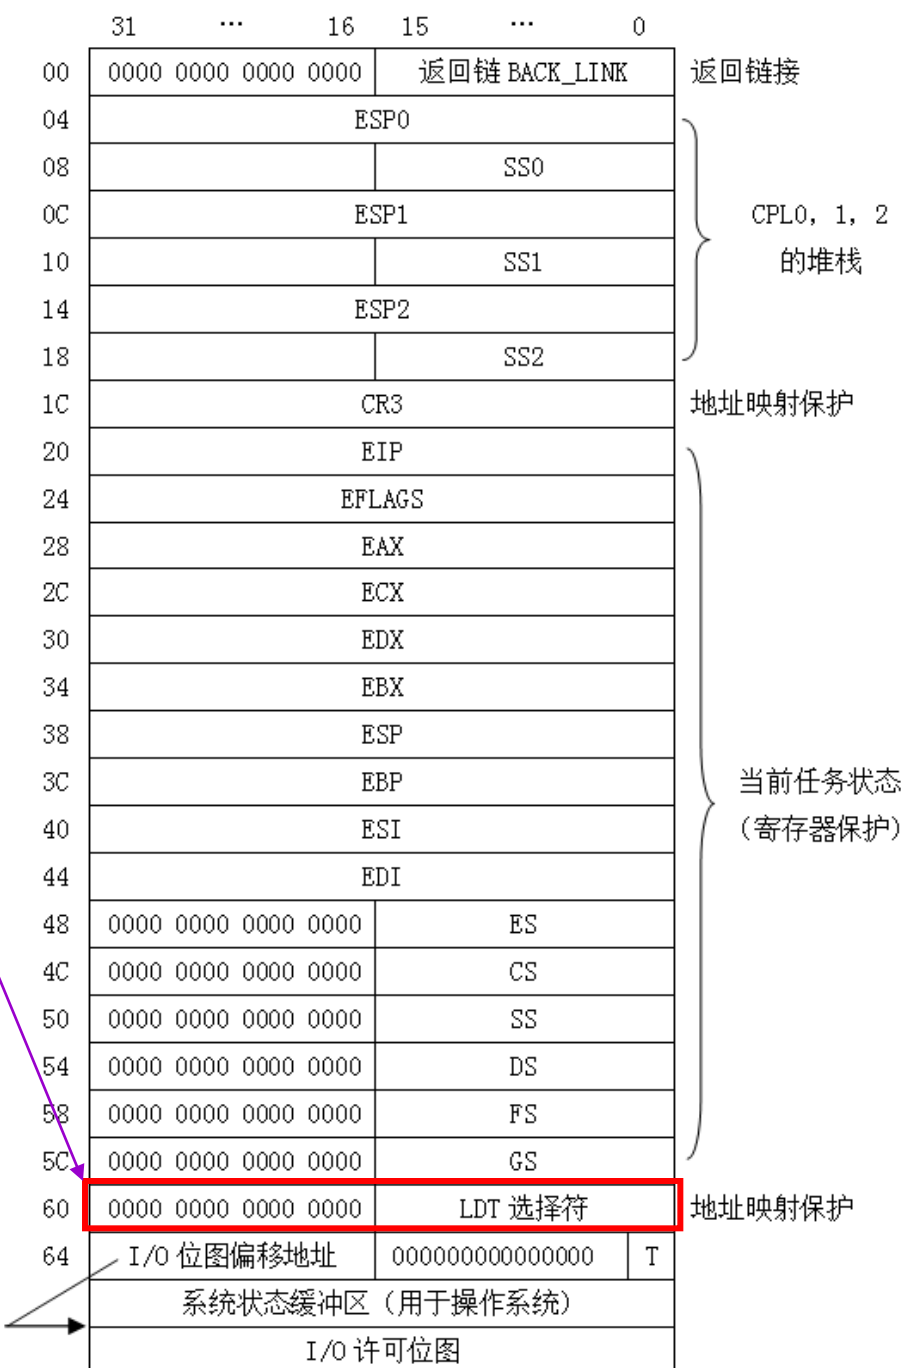 31 … 16 15 … 0
00 0000 0000 0000 0000 返回链 BACK_LINK 返回链接
04 ESP0
08 SS0
0C ESP1 CPL0, 1, 2
10 SS1 的堆栈
14 ESP2
18 SS2
1C CR3 地址映射保护
20 EIP
24 EFLAGS
28 EAX
2C ECX
30 EDX
34 EBX
38 ESP
3C EBP 当前任务状态
40 ESI （寄存器保护）
44 EDI
48 0000 0000 0000 0000 ES
4C 0000 0000 0000 0000 CS
50 0000 0000 0000 0000 SS
54 0000 0000 0000 0000 DS
58 0000 0000 0000 0000 FS
5C 0000 0000 0000 0000 GS
60 0000 0000 0000 0000 LDT 选择符 地址映射保护
64 I/O 位图偏移地址 000000000000000 T
系统状态缓冲区（用于操作系统）
I/O 许可位图